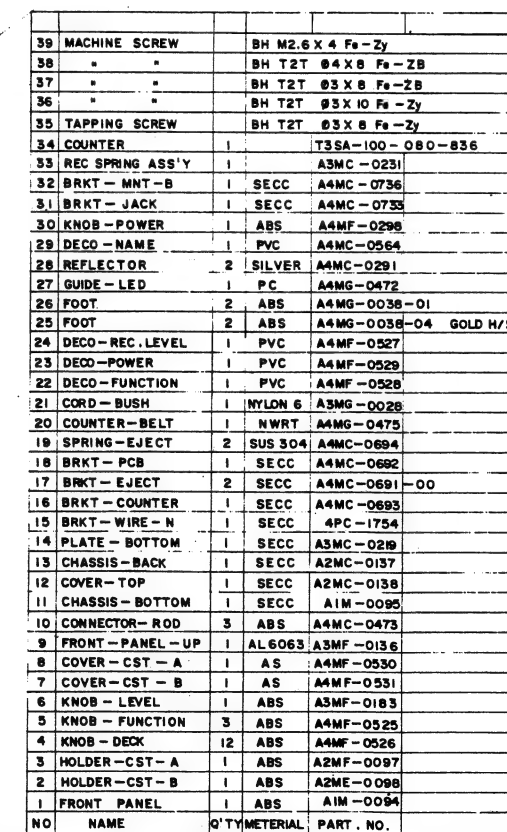 39 MACHINE SCREW BH M2.6 X 4 Fe-Zy
38 " " BH T2T Ø4X8 Fe-ZB
37 " " BH T2T Ø3X8 Fe-ZB
36 " " BH T2T Ø3X10 Fe-Zy
35 TAPPING SCREW BH T2T Ø3X8 Fe-Zy
34 COUNTER 1 T3SA-100-080-836
33 REC SPRING ASS'Y 1 A3MC-0231
32 BRKT-MNT-B 1 SECC A4MC-0736
31 BRKT-JACK 1 SECC A4MC-0735
30 KNOB-POWER 1 ABS A4MF-0298
29 DECO-NAME 1 PVC A4MC-0564
28 REFLECTOR 2 SILVER A4MC-0291
27 GUIDE-LED 1 PC A4MG-0472
26 FOOT 2 ABS A4MG-0038-01
25 FOOT 2 ABS A4MG-0038-04 GOLD H/S
24 DECO-REC.LEVEL 1 PVC A4MF-0527
23 DECO-POWER 1 PVC A4MF-0529
22 DECO-FUNCTION 1 PVC A4MF-0528
21 CORD-BUSH 1 NYLON 6 A3MG-0028
20 COUNTER-BELT 1 NWRT A4MG-0475
19 SPRING-EJECT 2 SUS 304 A4MC-0694
18 BRKT-PCB 1 SECC A4MC-0692
17 BRKT-EJECT 2 SECC A4MC-0691-00
16 BRKT-COUNTER 1 SECC A4MC-0693
15 BRKT-WIRE-N 1 SECC 4PC-1754
14 PLATE-BOTTOM 1 SECC A3MC-0219
13 CHASSIS-BACK 1 SECC A2MC-0137
12 COVER-TOP 1 SECC A2MC-0138
11 CHASSIS-BOTTOM 1 SECC A1M-0095
10 CONNECTOR-ROD 3 ABS A4MC-0473
9 FRONT-PANEL-UP 1 AL6063 A3MF-0136
8 COVER-CST-A 1 AS A4MF-0530
7 COVER-CST-B 1 AS A4MF-0531
6 KNOB-LEVEL 1 ABS A3MF-0183
5 KNOB-FUNCTION 3 ABS A4MF-0525
4 KNOB-DECK 12 ABS A4MF-0526
3 HOLDER-CST-A 1 ABS A2MF-0097
2 HOLDER-CST-B 1 ABS A2ME-0098
1 FRONT PANEL 1 ABS A1M-0094
NO NAME Q'TY METERIAL PART. NO.